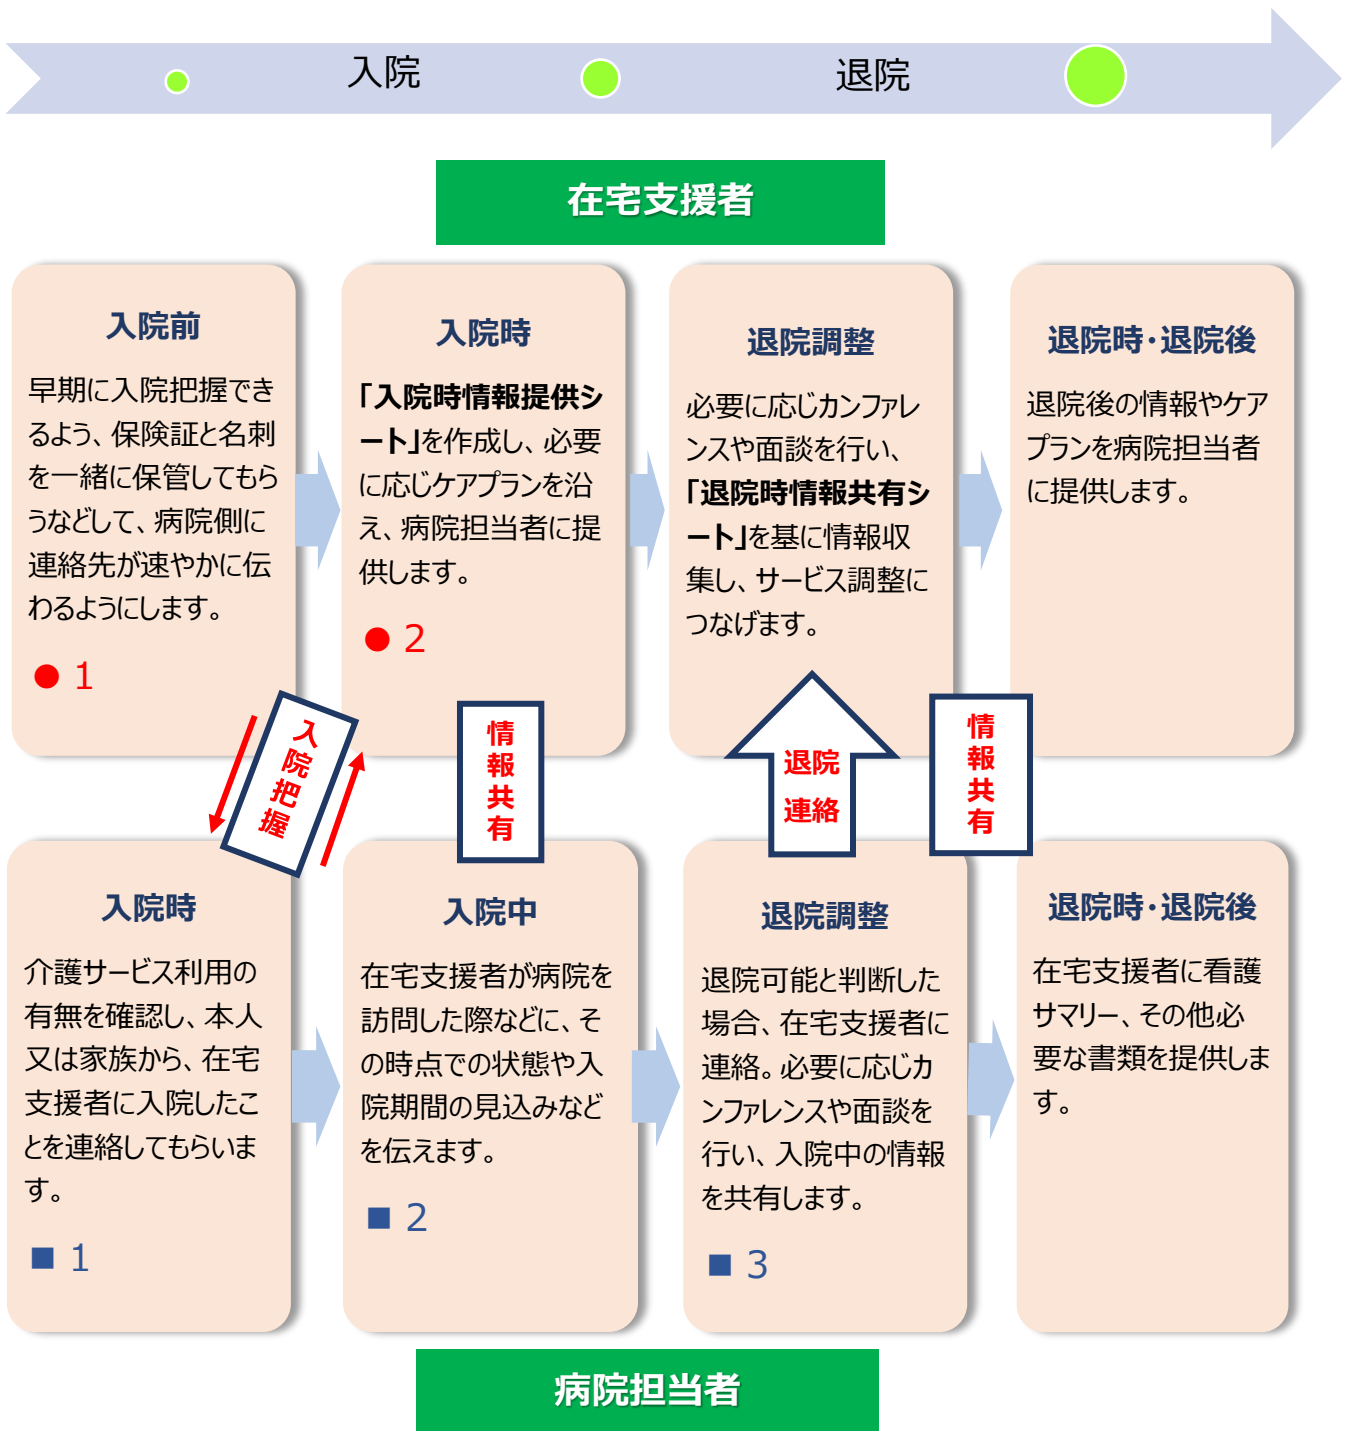 入院
退院
在宅支援者
入院前
早期に入院把握でき
るよう、保険証と名刺
を一緒に保管してもら
うなどして、病院側に
連絡先が速やかに伝
わるようにします。
● 1
入院時
「入院時情報提供シ
ート」を作成し、必要
に応じケアプランを沿
え、病院担当者に提
供します。
● 2
退院調整
必要に応じカンファレ
ンスや面談を行い、
「退院時情報共有シ
ート」を基に情報収
集し、サービス調整に
つなげます。
退院時・退院後
退院後の情報やケア
プランを病院担当者
に提供します。
入院把握
情報共有
退院
連絡
情報共有
入院時
介護サービス利用の
有無を確認し、本人
又は家族から、在宅
支援者に入院したこ
とを連絡してもらいま
す。
■ 1
入院中
在宅支援者が病院を
訪問した際などに、そ
の時点での状態や入
院期間の見込みなど
を伝えます。
■ 2
退院調整
退院可能と判断した
場合、在宅支援者に
連絡。必要に応じカ
ンファレンスや面談を
行い、入院中の情報
を共有します。
■ 3
退院時・退院後
在宅支援者に看護
サマリー、その他必
要な書類を提供しま
す。
病院担当者